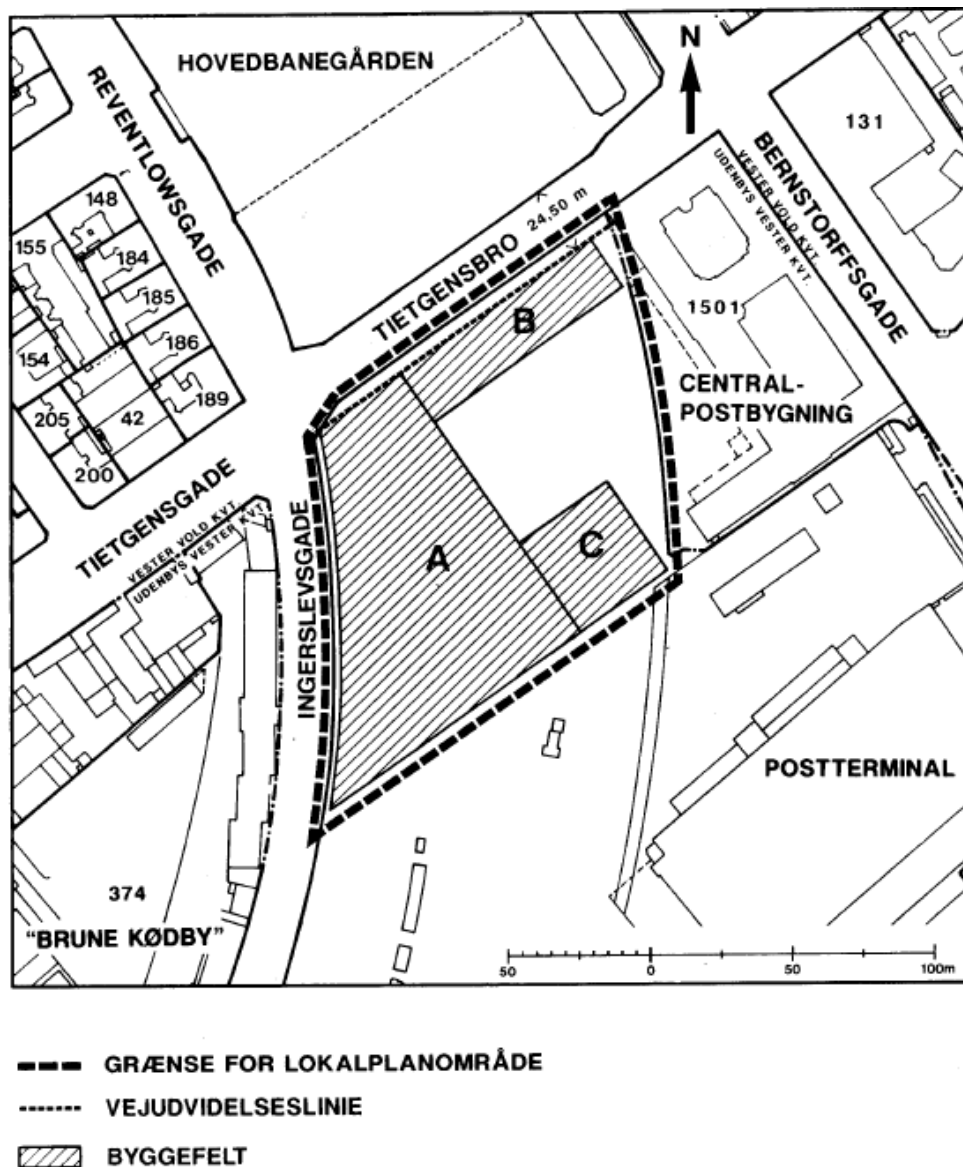 HOVEDBANEGÅRDEN
N
REVENTLOWSGADE
131
BERNSTORFFSGADE
VESTER VOLD KVT.
UDENBYS VESTER KVT.
148
155
184
24,50 m
TIETGENSBRO
185
1501
B
154
186
189
CENTRAL-
POSTBYGNING
205
42
200
TIETGENSGADE
VESTER VOLD KVT.
UDENBYS VESTER KVT.
A
C
INGERSLEVSGADE
POSTTERMINAL
374
"BRUNE KØDBY"
50 0 50 100m
GRÆNSE FOR LOKALPLANOMRÅDE
VEJUDVIDELSESLINIE
BYGGEFELT